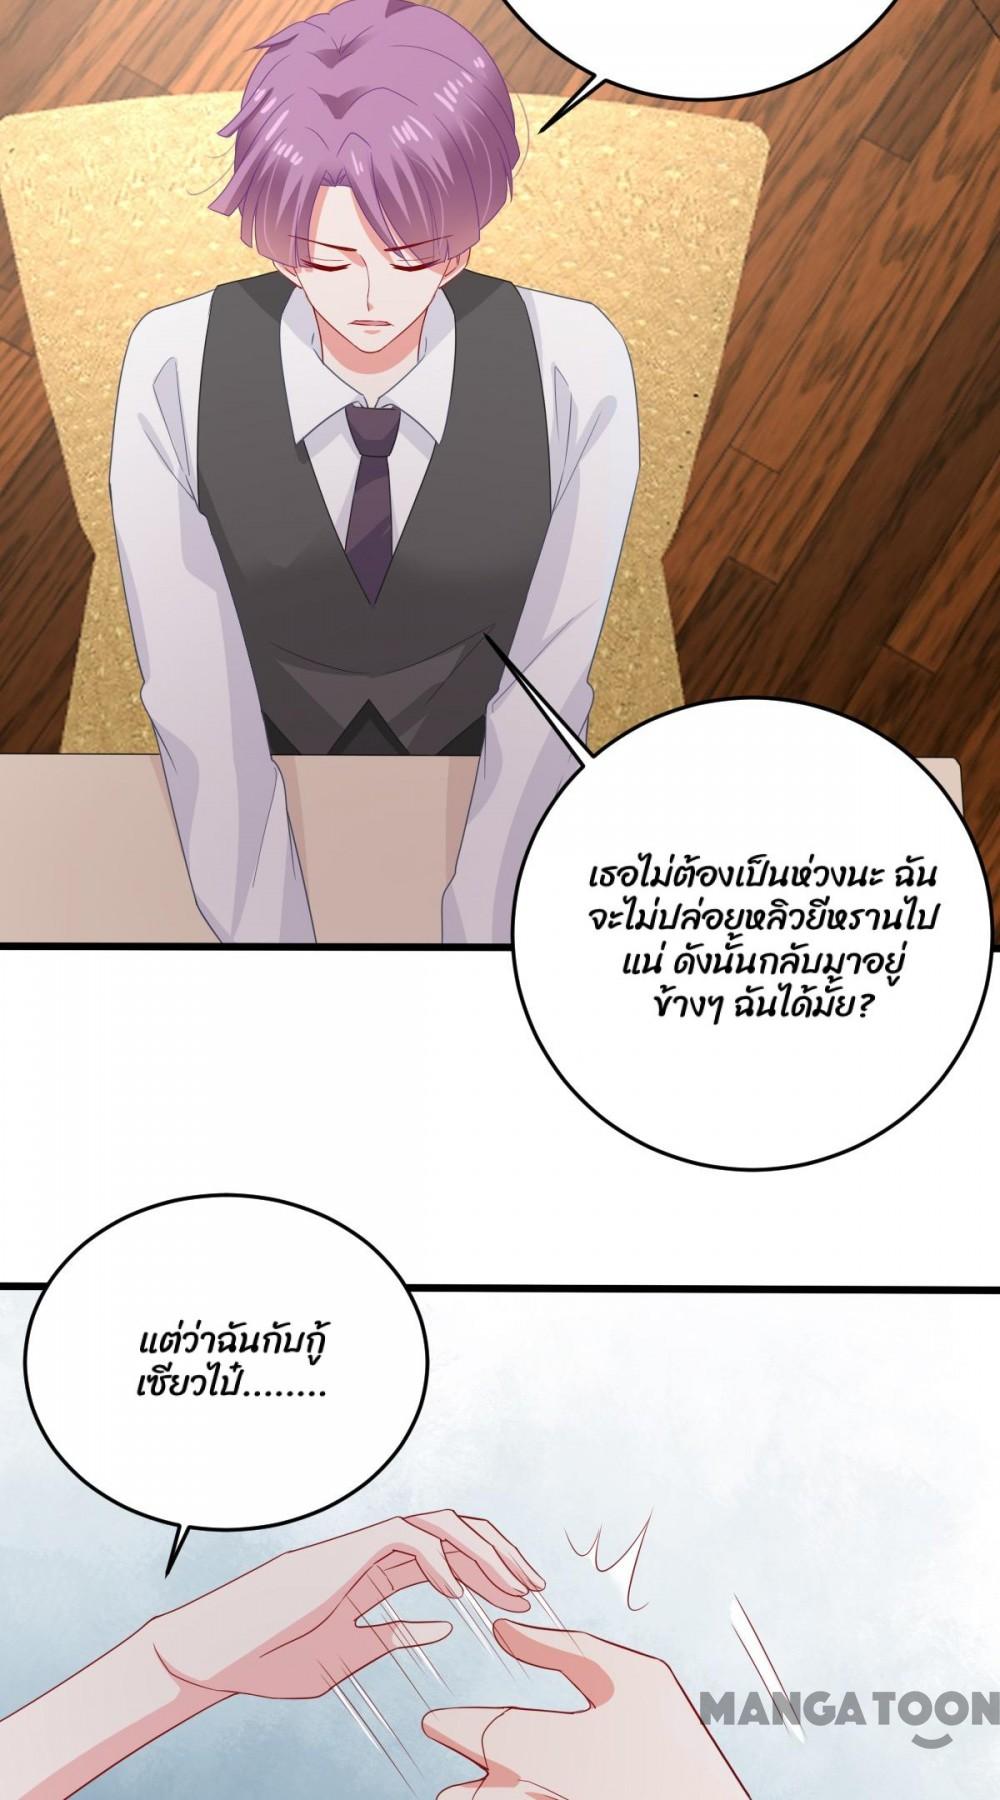 เธอไม่ต้องเป็นห่วงนะ ฉัน
จะไม่ปล่อยหลิวยีหรานไป
แน่ ดังนั้นกลับมาอยู่
ข้างๆ ฉันได้มั้ย?
แต่ว่าฉันกับกู้
เซียวไป๋........
MANGATOON